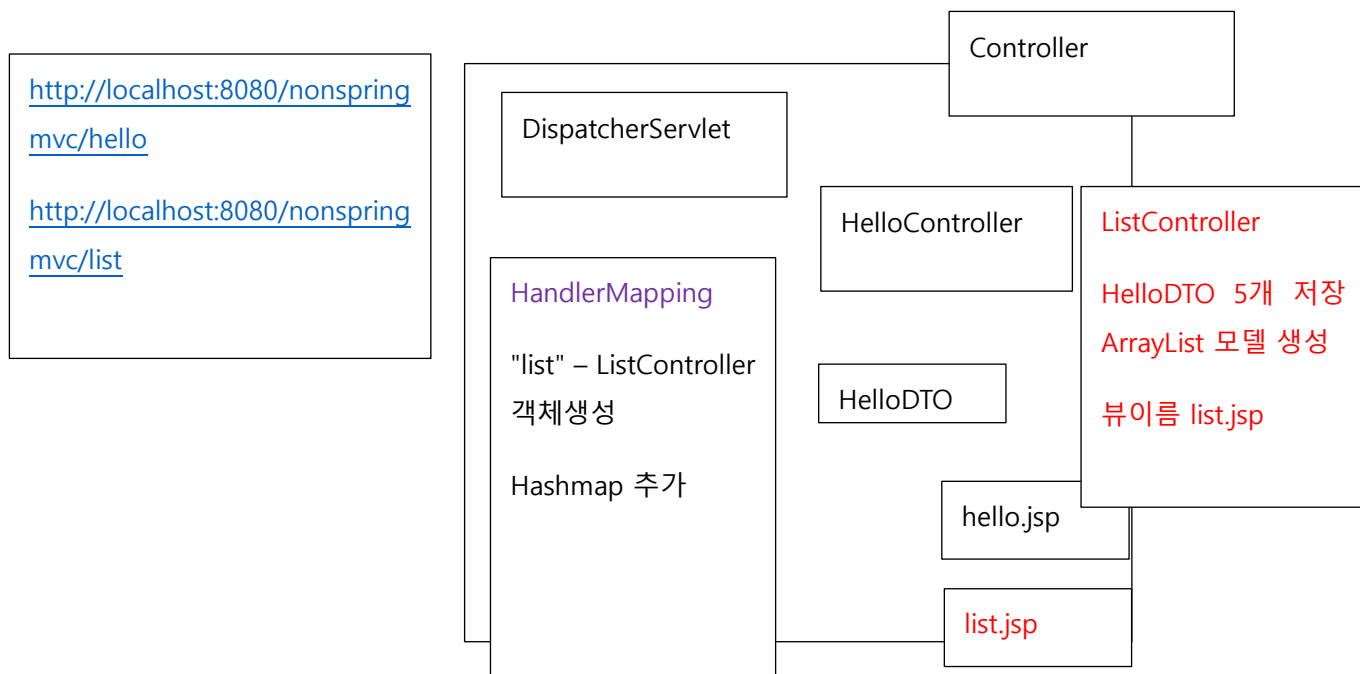 http://localhost:8080/nonspring
mvc/hello
http://localhost:8080/nonspring
mvc/list
Controller
DispatcherServlet
HelloController
ListController
HelloDTO 5개 저장
ArrayList 모델 생성
뷰이름 list.jsp
HandlerMapping
"list" – ListController
객체생성
Hashmap 추가
HelloDTO
hello.jsp
list.jsp